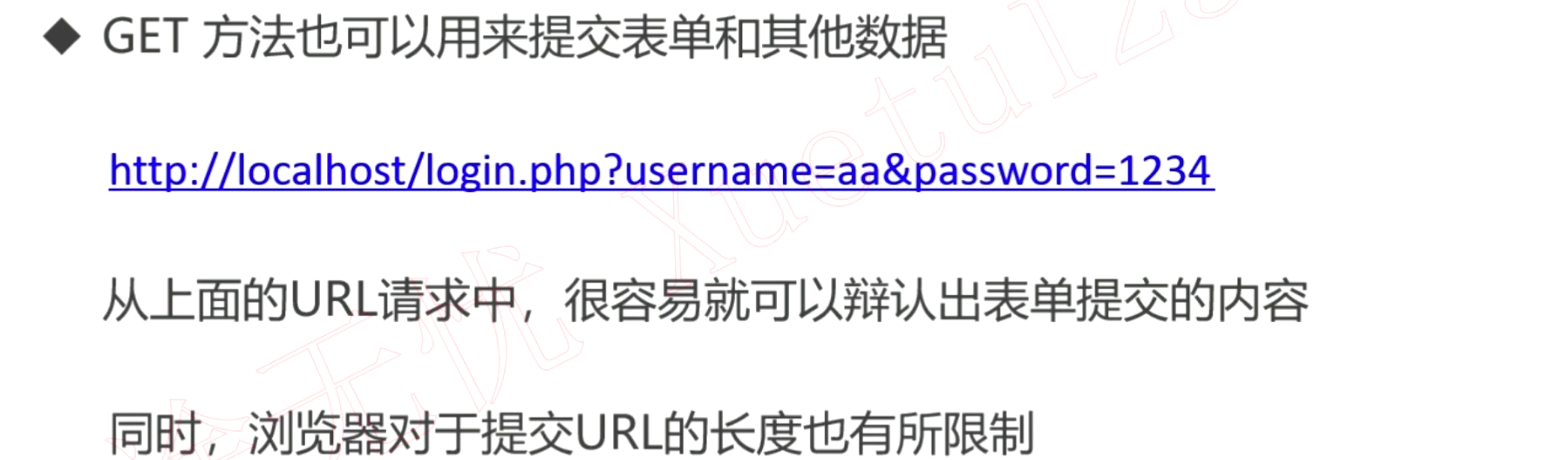 ◆ GET 方法也可以用来提交表单和其他数据
http://localhost/login.php?username=aa&password=1234
从上面的URL请求中，很容易就可以辩认出表单提交的内容
同时，浏览器对于提交URL的长度也有所限制